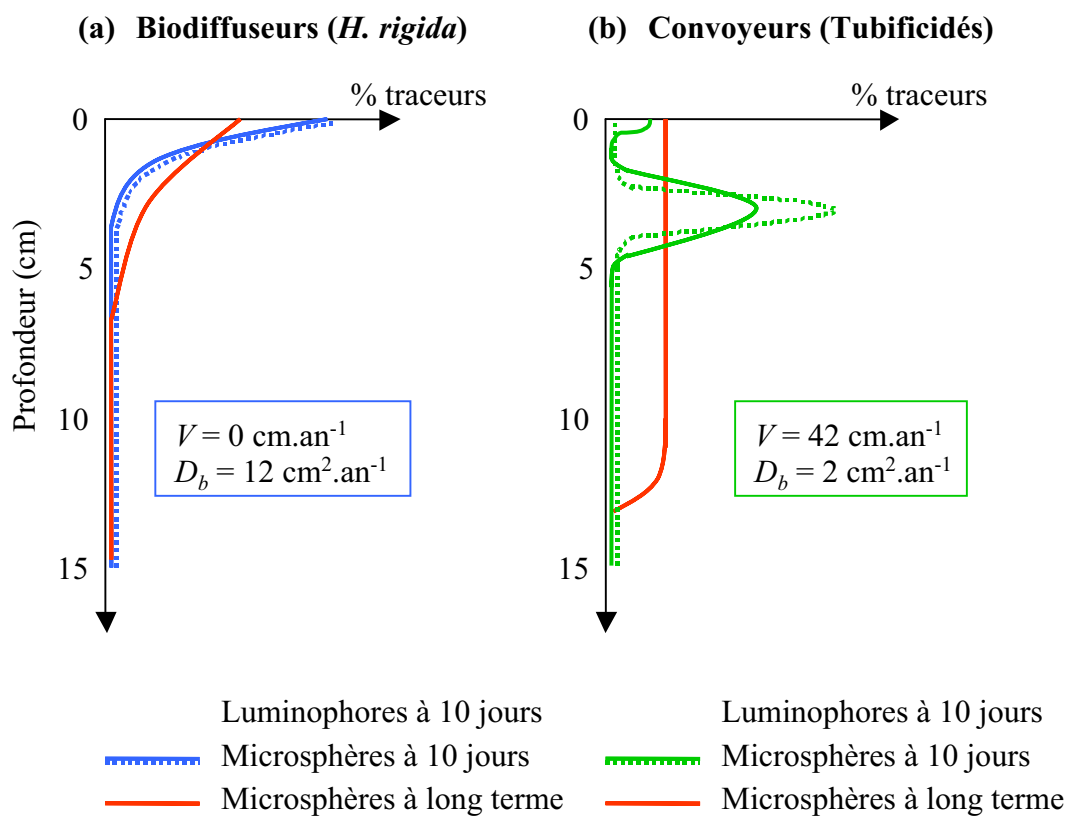 (a) Biodiffuseurs (H. rigida)
% traceurs
0
5
10
15
Profondeur (cm)
V = 0 cm.an⁻¹
D_b = 12 cm².an⁻¹
(b) Convoyeurs (Tubificidés)
% traceurs
0
5
10
15
V = 42 cm.an⁻¹
D_b = 2 cm².an⁻¹
Luminophores à 10 jours
Microsphères à 10 jours
Microsphères à long terme
Luminophores à 10 jours
Microsphères à 10 jours
Microsphères à long terme